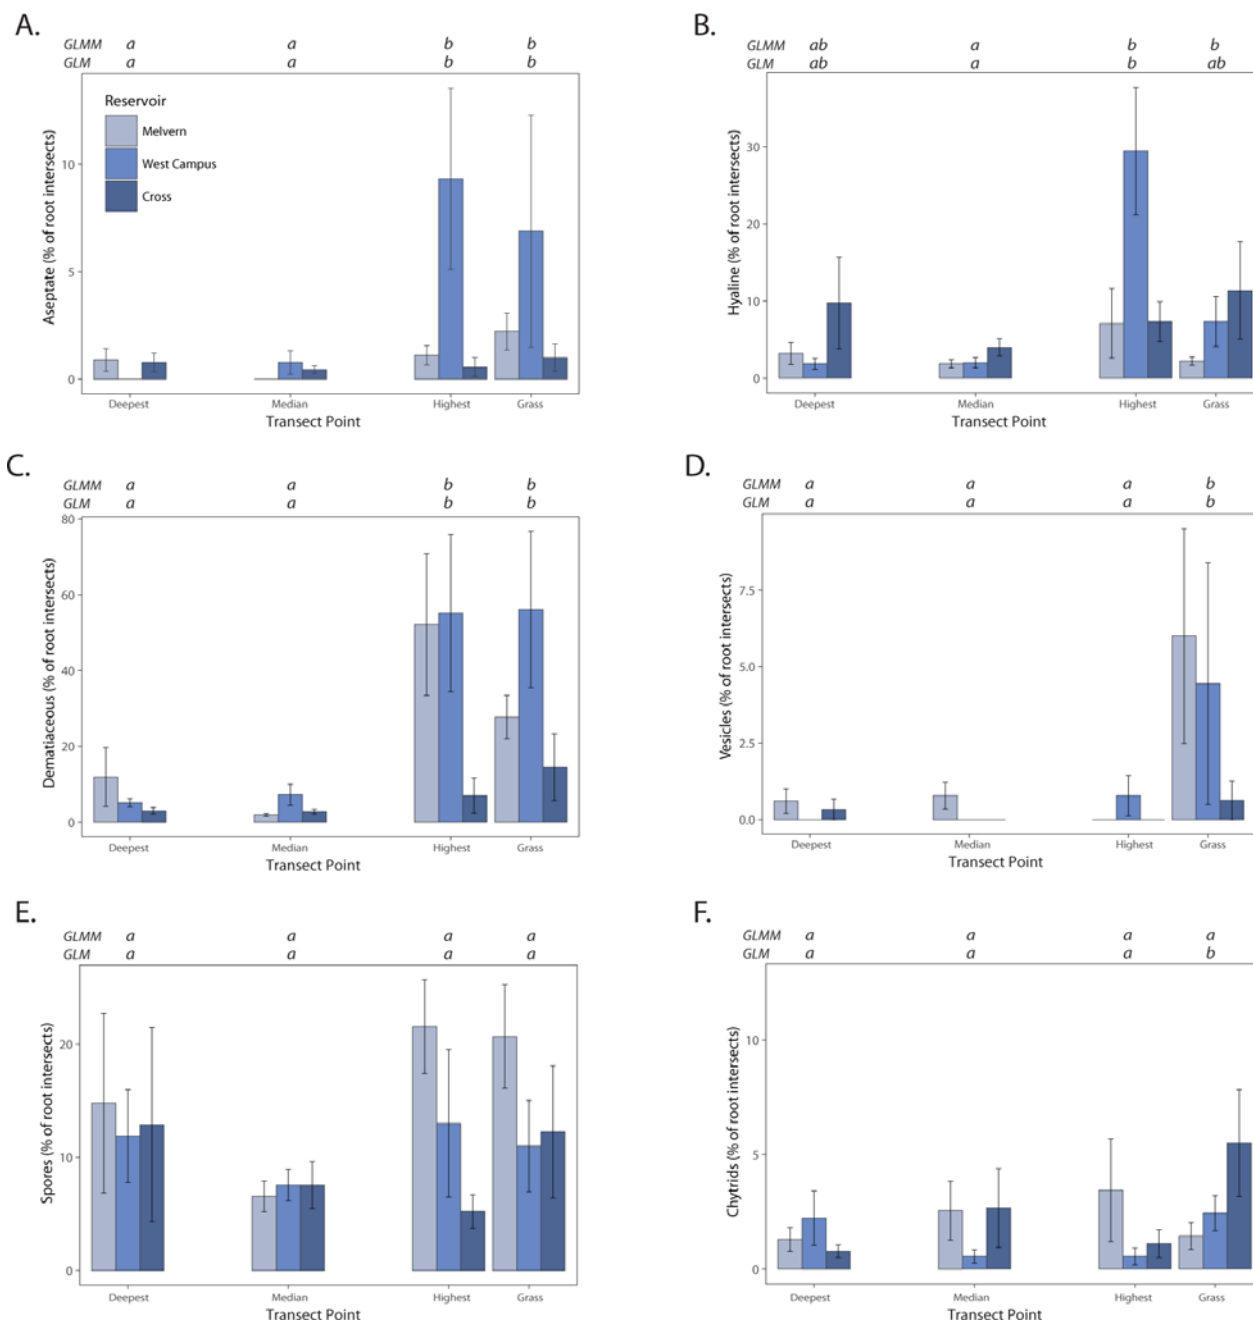 A.
GLMM a a b b
GLM a a b b
Reservoir
Melvern
West Campus
Cross
Aseptate (% of root intersects)
10
5
0
Deepest Median Highest Grass
Transect Point
B.
GLMM ab a b b
GLM ab a b ab
Hyaline (% of root intersects)
30
20
10
0
Deepest Median Highest Grass
Transect Point
C.
GLMM a a b b
GLM a a b b
Dematiaceous (% of root intersects)
80
60
40
20
0
Deepest Median Highest Grass
Transect Point
D.
GLMM a a a b
GLM a a a b
Vesicles (% of root intersects)
7.5
5.0
2.5
0.0
Deepest Median Highest Grass
Transect Point
E.
GLMM a a a a
GLM a a a a
Spores (% of root intersects)
20
10
0
Deepest Median Highest Grass
Transect Point
F.
GLMM a a a a
GLM a a a b
Chytrids (% of root intersects)
10
5
0
Deepest Median Highest Grass
Transect Point